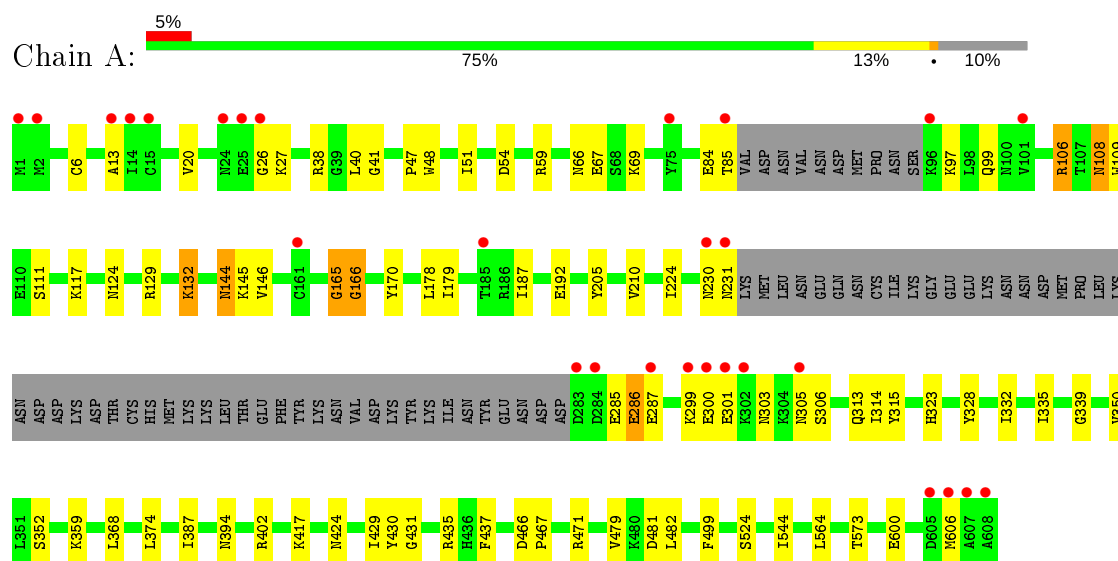 5%
Chain A:
75% 13% • 10%
M1 M2 C6 A13 I14 C15 V20 N24 E25 G26 K27 R38 G39 L40 G41 P47 W48 I51 D54 R59 N66 E67 S68 K69 Y75 E84 T85 VAL ASP ASN VAL ASN ASP MET PRO ASN SER K96 K97 L98 Q99 N100 V101 R106 T107 N108 W109
E110 S111 K117 N124 R129 K132 N144 K145 V146 C161 G165 G166 Y170 L178 I179 T185 R186 I187 E192 Y205 V210 I224 N230 N231 LYS MET LEU ASN GLU GLN ASN CYS ILE LYS GLY GLU GLU LYS ASN ASN ASP MET PRO LEU LYS
ASN ASP ASP LYS ASP THR CYS HIS MET LYS LYS LEU THR GLU PHE TYR LYS ASN VAL ASP LYS TYR LYS ILE ASN TYR GLU ASN ASP ASP D283 D284 E285 E286 E287 K299 E300 E301 K302 N303 K304 N305 S306 Q313 I314 Y315 H323 Y328 I332 I335 G339 V350
L351 S352 K359 L368 L374 I387 N394 R402 K417 N424 I429 Y430 G431 R435 H436 F437 D466 P467 R471 V479 K480 D481 L482 F499 S524 I544 L564 T573 E600 D605 M606 A607 A608